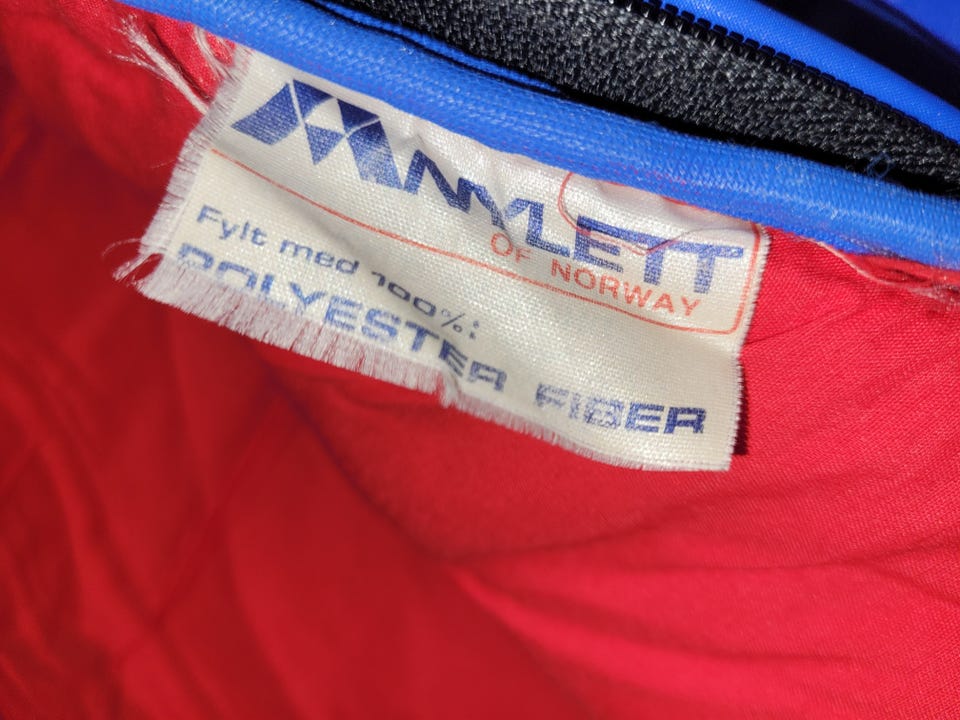 NYLETT
OF NORWAY
Fylt med 100%:
POLYESTER FIBER